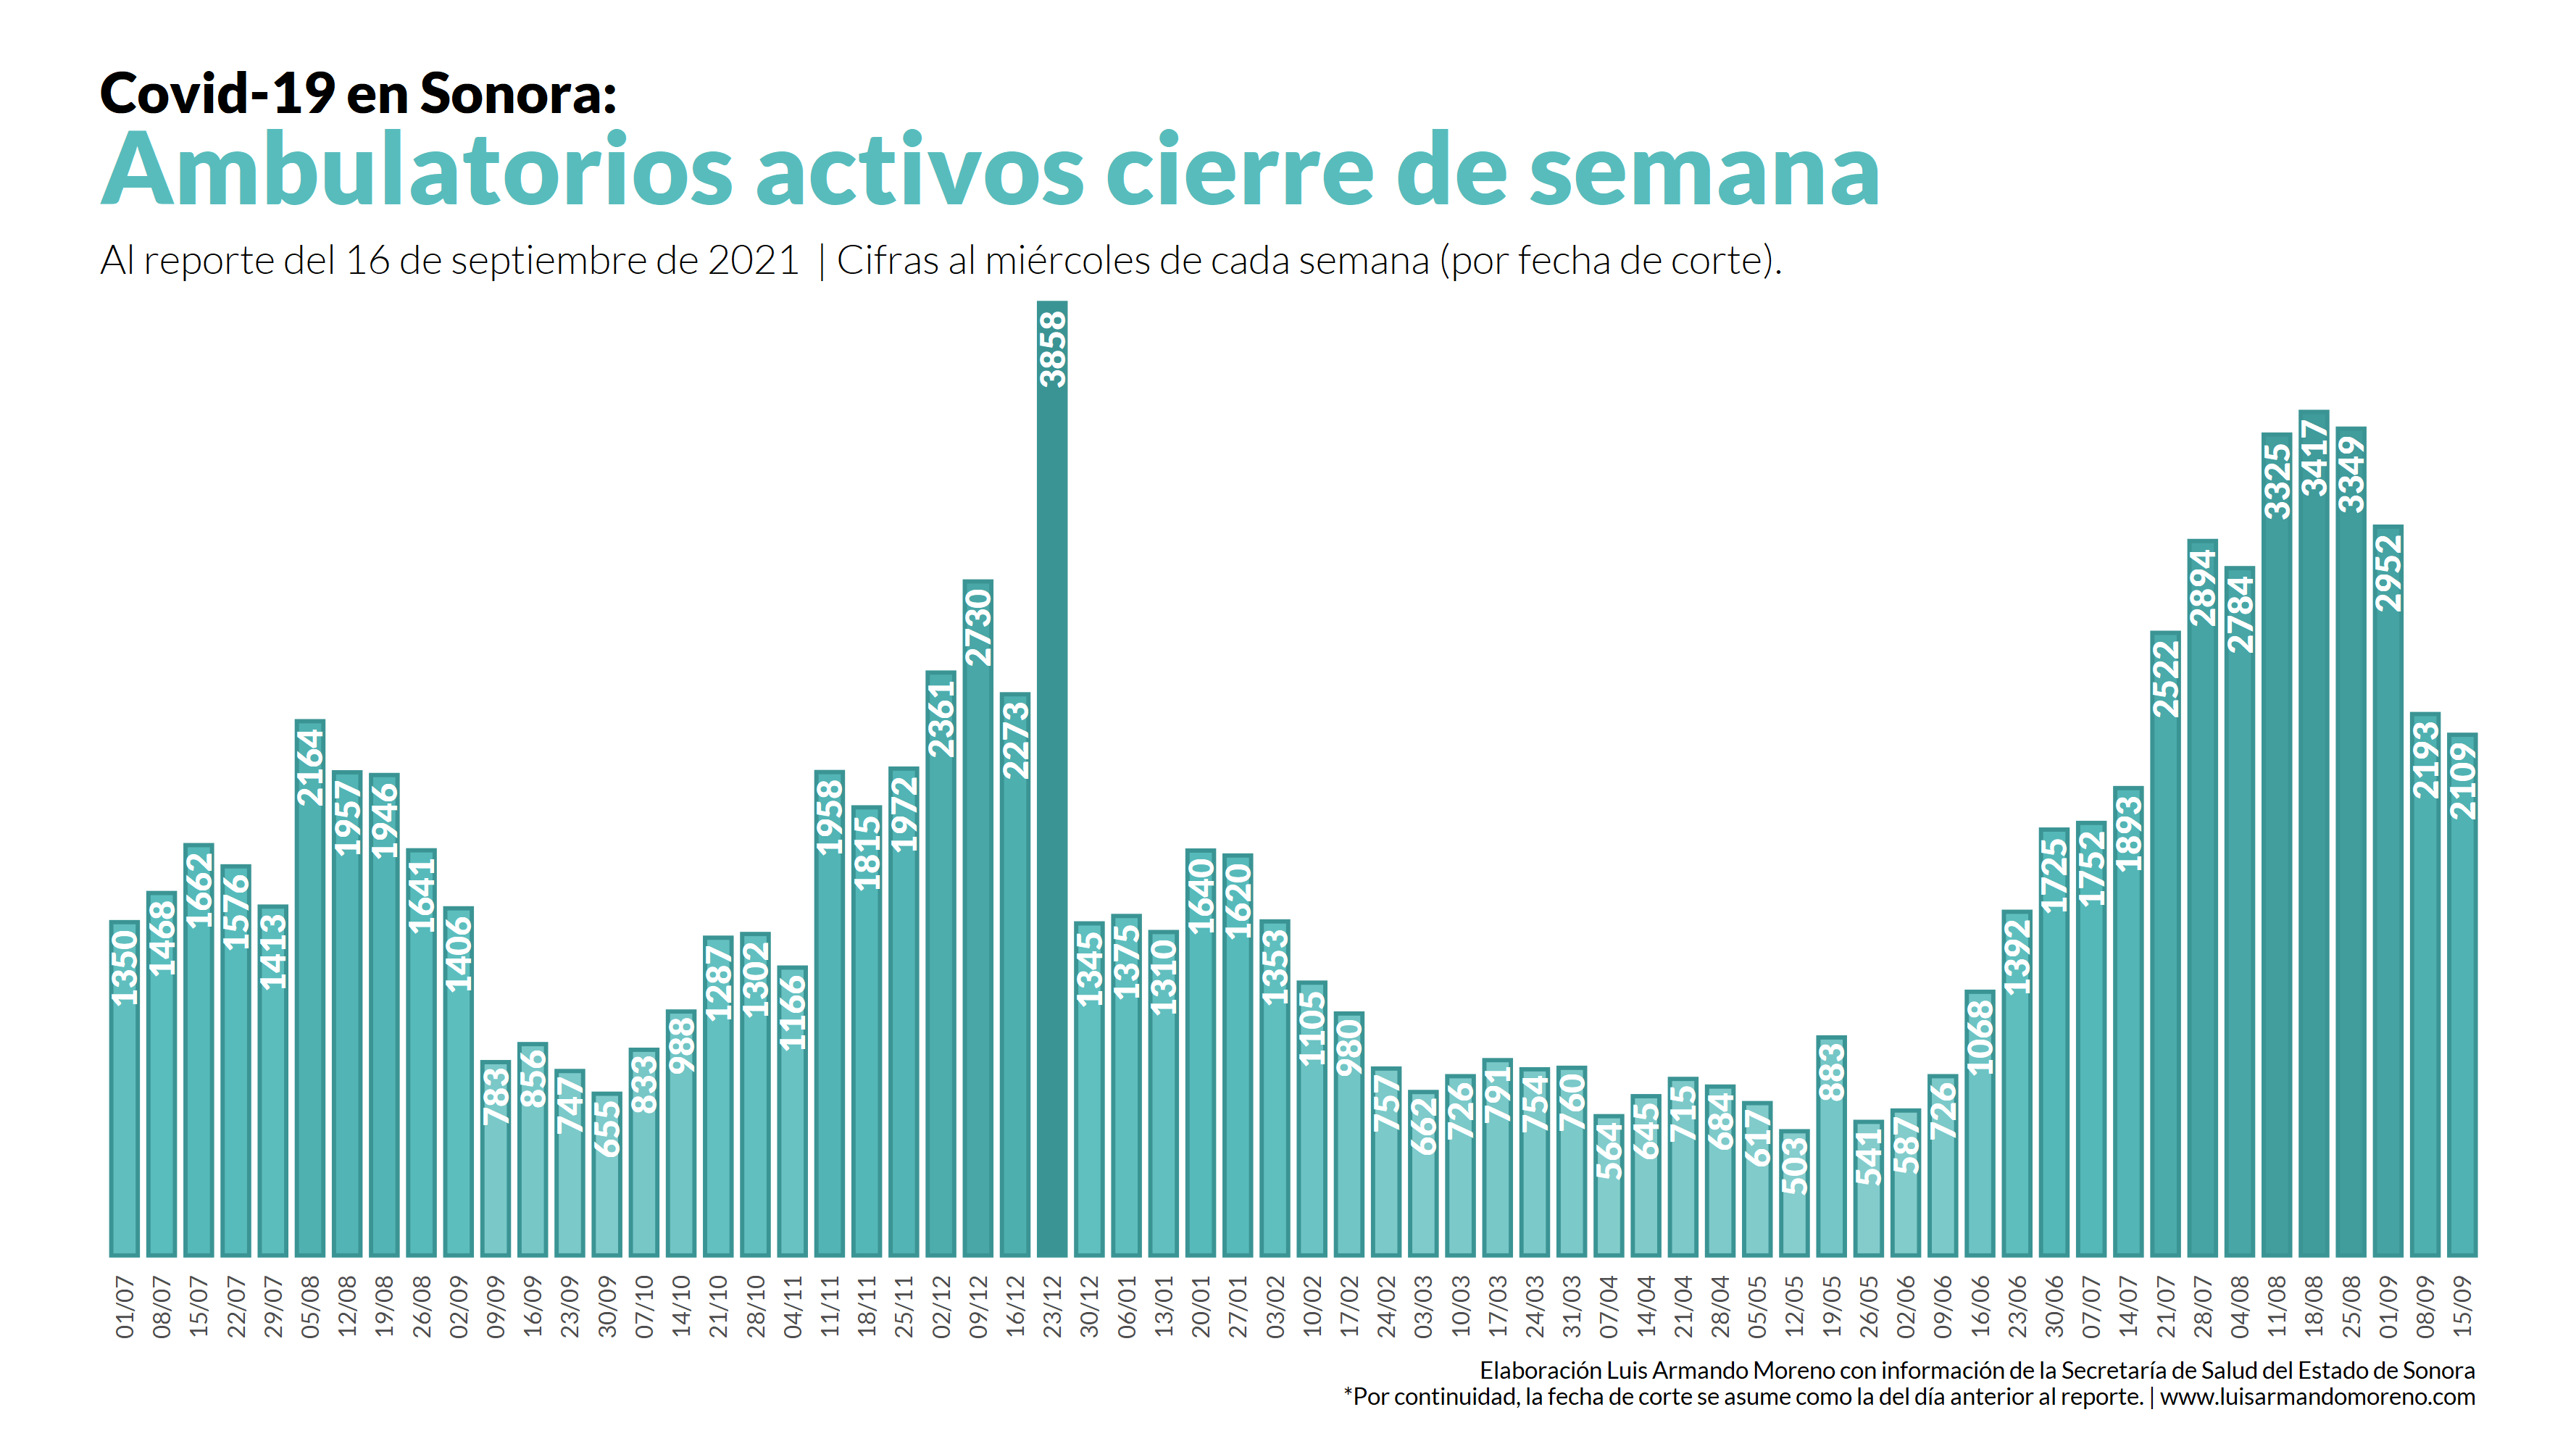 Covid-19 en Sonora:
Ambulatorios activos cierre de semana
Al reporte del 16 de septiembre de 2021 | Cifras al miércoles de cada semana (por fecha de corte).
1350 1468 1662 1576 1413 2164 1957 1946 1641 1406 783 856 747 655 833 988 1287 1302 1166 1958 1815 1972 2361 2730 2273 3858 1345 1375 1310 1640 1620 1353 1105 980 757 662 726 791 754 760 564 645 715 684 617 503 883 541 587 726 1068 1392 1725 1752 1893 2522 2894 2784 3325 3417 3349 2952 2193 2109
01/07 08/07 15/07 22/07 29/07 05/08 12/08 19/08 26/08 02/09 09/09 16/09 23/09 30/09 07/10 14/10 21/10 28/10 04/11 11/11 18/11 25/11 02/12 09/12 16/12 23/12 30/12 06/01 13/01 20/01 27/01 03/02 10/02 17/02 24/02 03/03 10/03 17/03 24/03 31/03 07/04 14/04 21/04 28/04 05/05 12/05 19/05 26/05 02/06 09/06 16/06 23/06 30/06 07/07 14/07 21/07 28/07 04/08 11/08 18/08 25/08 01/09 08/09 15/09
Elaboración Luis Armando Moreno con información de la Secretaría de Salud del Estado de Sonora
*Por continuidad, la fecha de corte se asume como la del día anterior al reporte. | www.luisarmandomoreno.com